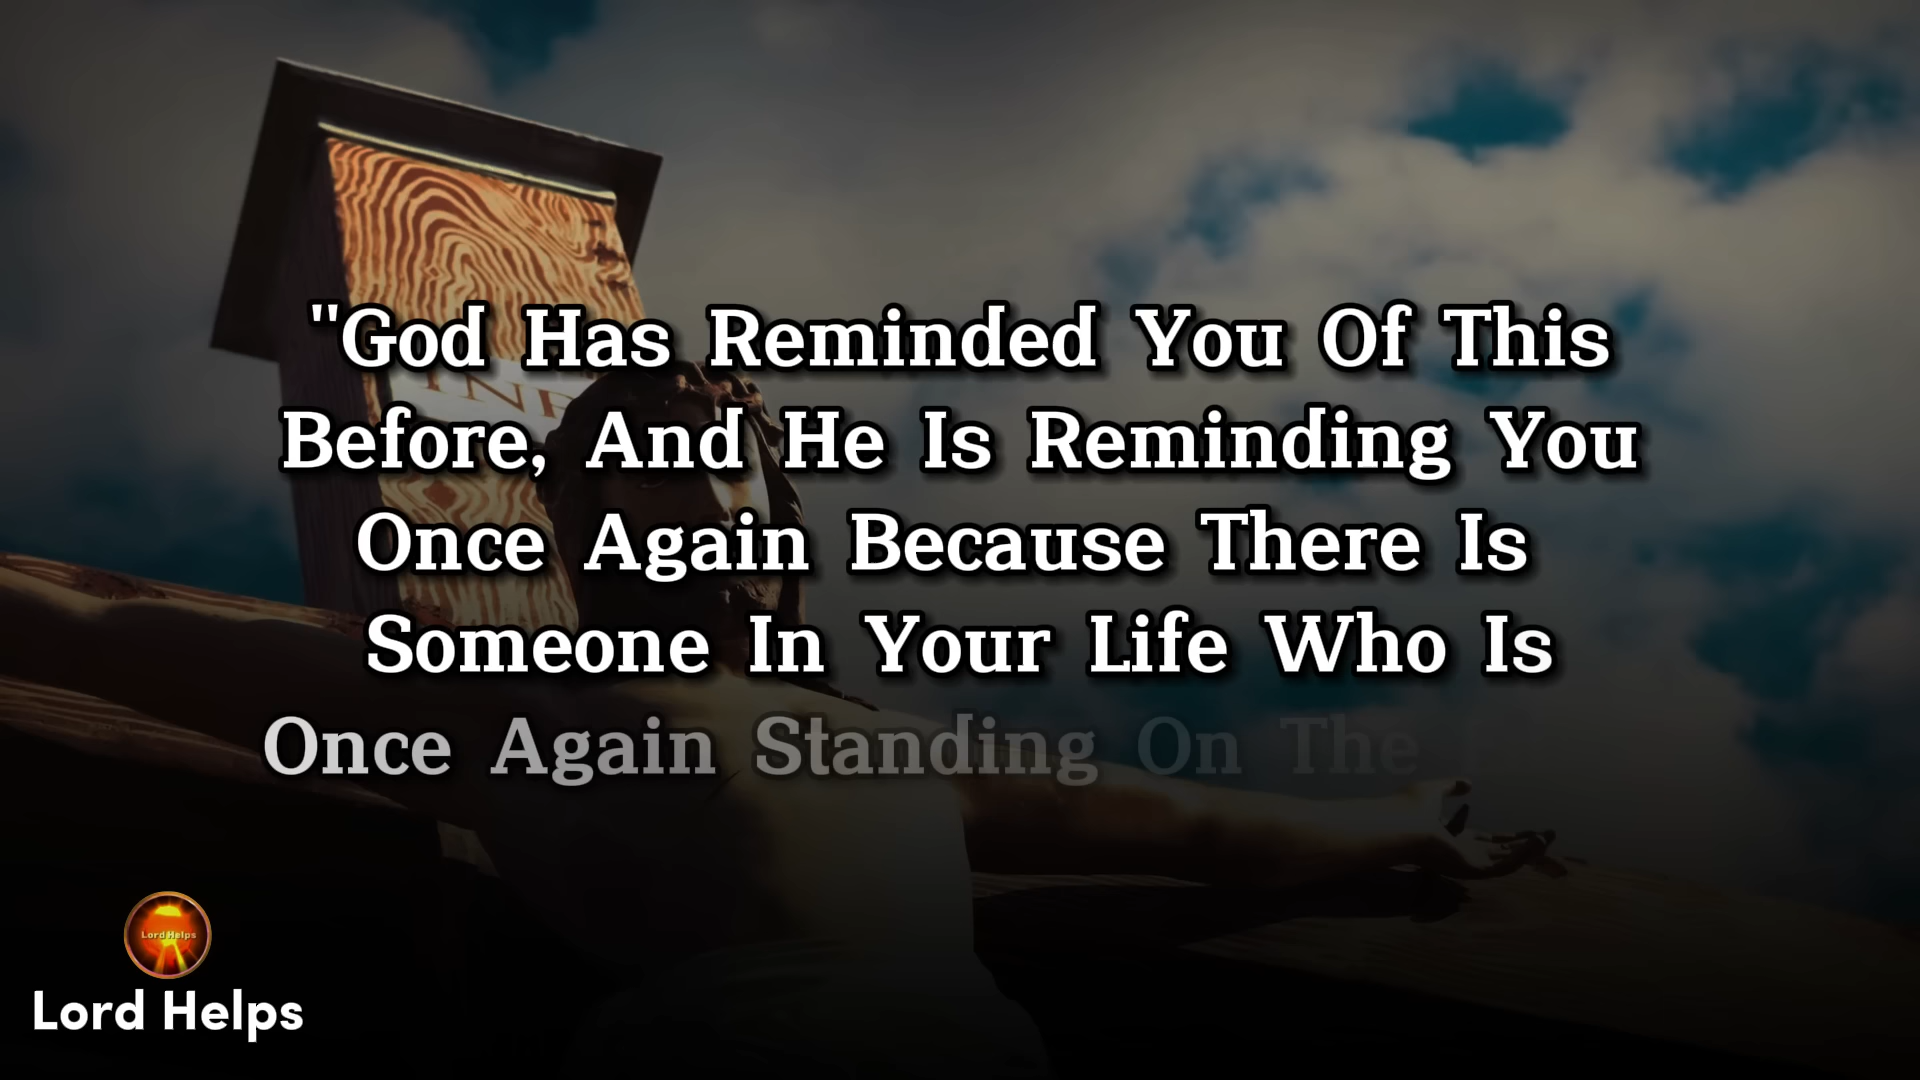 "God Has Reminded You Of This
Before, And He Is Reminding You
Once Again Because There Is
Someone In Your Life Who Is
Once Again Standing On The
Lord Helps
Lord Helps